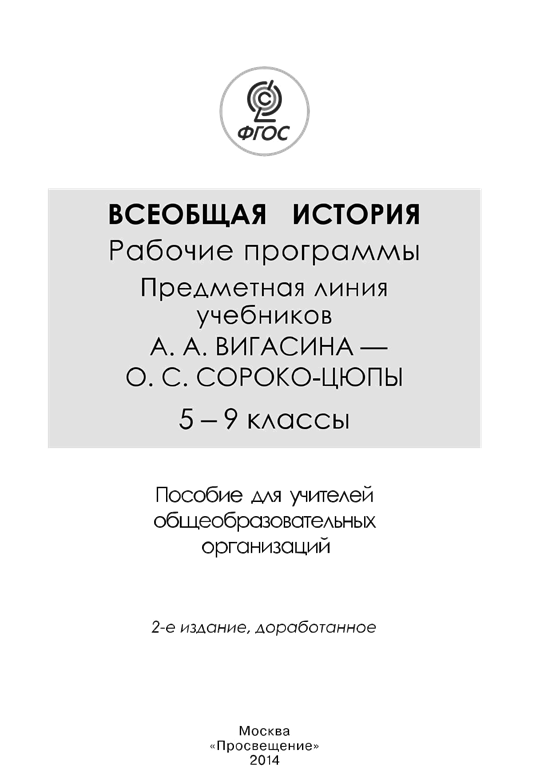 ФГОС
ВСЕОБЩАЯ ИСТОРИЯ
Рабочие программы
Предметная линия
учебников
А. А. ВИГАСИНА —
О. С. СОРОКО-ЦЮПЫ
5 – 9 классы
Пособие для учителей
общеобразовательных
организаций
2-е издание, доработанное
Москва
«Просвещение»
2014